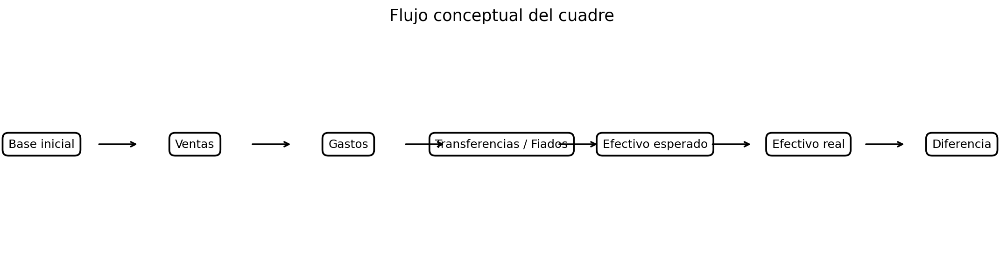 Flujo conceptual del cuadre
Base inicial
Ventas
Gastos
Transferencias / Fiados
Efectivo esperado
Efectivo real
Diferencia